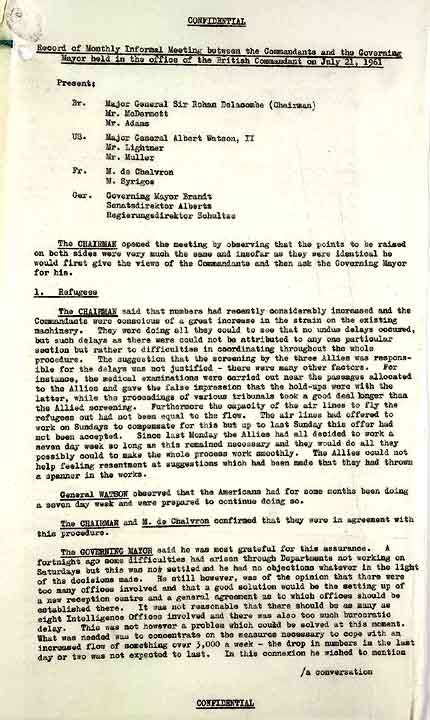 CONFIDENTIAL
Record of Monthly Informal Meeting between the Commandants and the Governing
Mayor held in the office of the British Commandant on July 21, 1961
Present:
Br. Major General Sir Rohan Delacombe (Chairman)
Mr. McDermott
Mr. Adams
US. Major General Albert Watson, II
Mr. Lightner
Mr. Muller
Fr. M. de Chalvron
M. Syrigos
Ger. Governing Mayor Brandt
Senatsdirektor Albertz
Regierungsdirektor Schultze
The CHAIRMAN opened the meeting by observing that the points to be raised
on both sides were very much the same and insofar as they were identical he
would first give the views of the Commandants and then ask the Governing Mayor
for his.
1. Refugees
The CHAIRMAN said that numbers had recently considerably increased and the
Commandants were conscious of a great increase in the strain on the existing
machinery. They were doing all they could to see that no undue delays occured,
but such delays as there were could not be attributed to any one particular
section but rather to difficulties in coordinating throughout the whole
procedure. The suggestion that the screening by the three Allies was respons-
ible for the delays was not justified - there were many other factors. For
instance, the medical examinations were carried out near the passages allocated
to the Allies and gave the false impression that the hold-ups were with the
latter, while the proceedings of various tribunals took a good deal longer than
the Allied screening. Furthermore the capacity of the air lines to fly the
refugees out had not been equal to the flow. The air lines had offered to
work on Sundays to compensate for this but up to last Sunday this offer had
not been accepted. Since last Monday the Allies had all decided to work a
seven day week so long as this remained necessary and they would do all they
possibly could to make the whole process work smoothly. The Allies could not
help feeling resentment at suggestions which had been made that they had thrown
a spanner in the works.
General WATSON observed that the Americans had for some months been doing
a seven day week and were prepared to continue doing so.
The CHAIRMAN and M. de Chalvron confirmed that they were in agreement with
this procedure.
The GOVERNING MAYOR said he was most grateful for this assurance. A
fortnight ago some difficulties had arisen through Departments not working on
Saturdays but this was now settled and he had no objections whatever in the light
of the decisions made. He still however, was of the opinion that there were
too many offices involved and that a good solution would be the setting up of
a new reception centre and a general agreement as to which offices should be
established there. It was not reasonable that there should be as many as
eight Intelligence Offices involved and there was also too much burocratic
delay. This was not however a problem which could be solved at this moment.
What was needed was to concentrate on the measures necessary to cope with an
increased flow of something over 3,000 a week - the drop in numbers in the last
day or two was not expected to last. In this connexion he wished to mention
/a conversation
CONFIDENTIAL